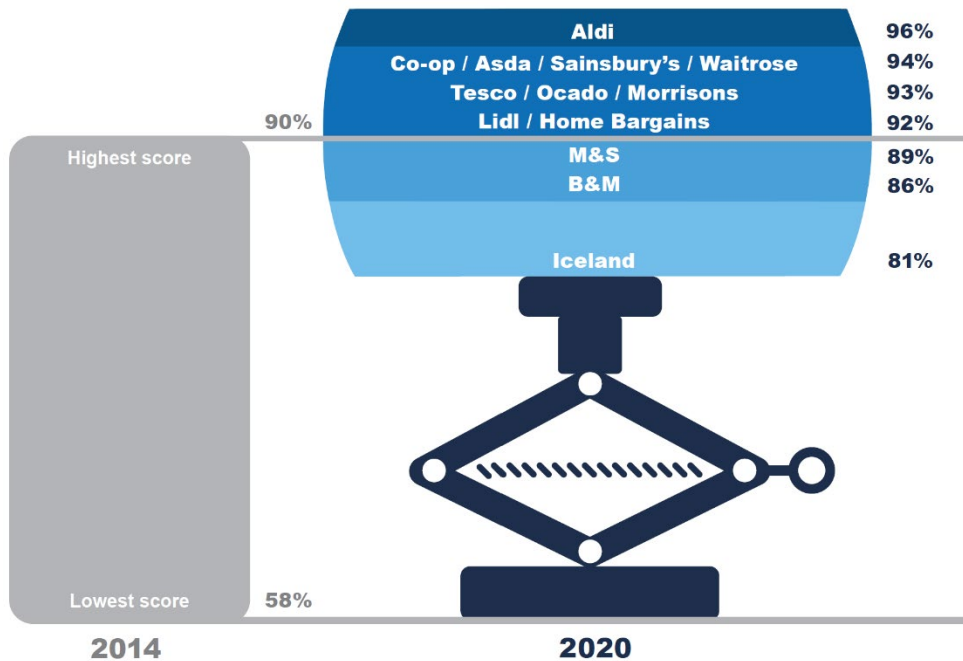 Aldi 96%
Co-op / Asda / Sainsbury's / Waitrose 94%
Tesco / Ocado / Morrisons 93%
90% Lidl / Home Bargains 92%
Highest score M&S 89%
B&M 86%
Iceland 81%
Lowest score 58%
2014 2020